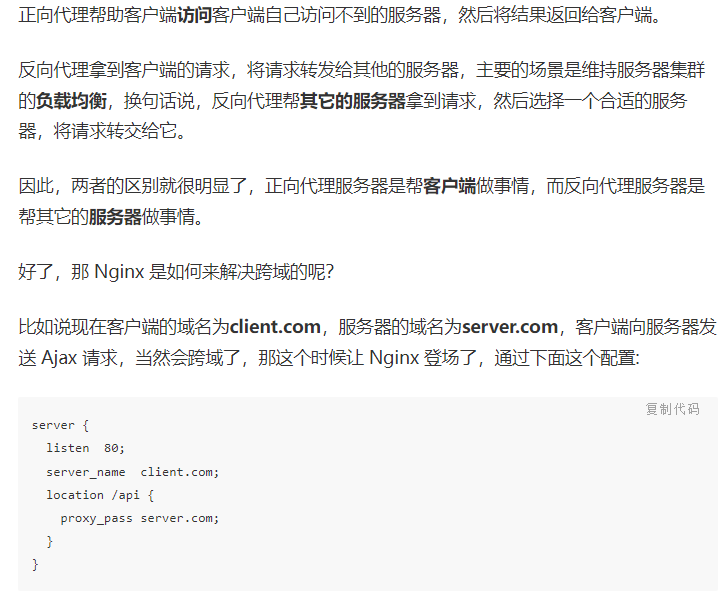 正向代理帮助客户端访问客户端自己访问不到的服务器，然后将结果返回给客户端。
反向代理拿到客户端的请求，将请求转发给其他的服务器，主要的场景是维持服务器集群
的负载均衡，换句话说，反向代理帮其它的服务器拿到请求，然后选择一个合适的服务
器，将请求转交给它。
因此，两者的区别就很明显了，正向代理服务器是帮客户端做事情，而反向代理服务器是
帮其它的服务器做事情。
好了，那 Nginx 是如何来解决跨域的呢？
比如说现在客户端的域名为client.com，服务器的域名为server.com，客户端向服务器发
送 Ajax 请求，当然会跨域了，那这个时候让 Nginx 登场了，通过下面这个配置:
复制代码
server {
  listen  80;
  server_name  client.com;
  location /api {
    proxy_pass server.com;
  }
}